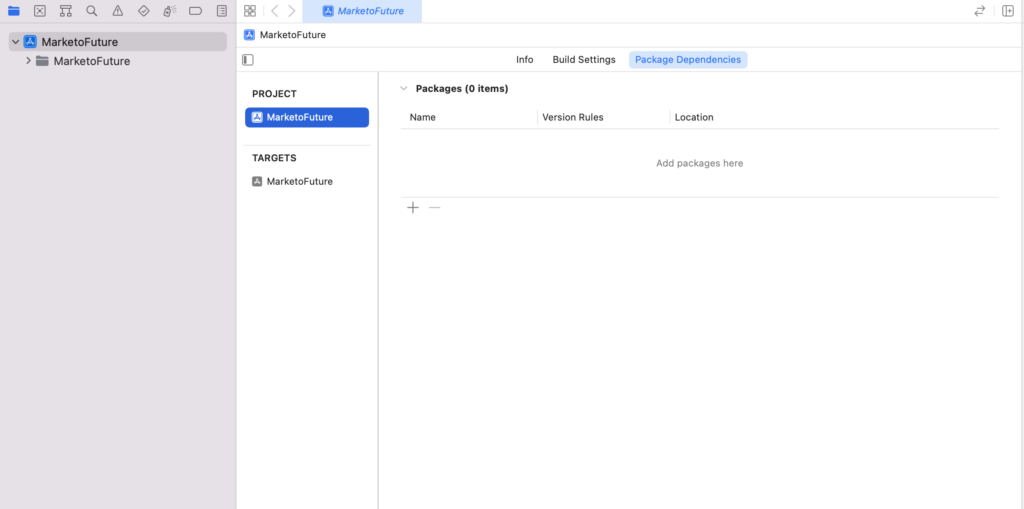 MarketoFuture
MarketoFuture
MarketoFuture
MarketoFuture
Info Build Settings Package Dependencies
PROJECT
MarketoFuture
TARGETS
MarketoFuture
Packages (0 items)
Name Version Rules Location
Add packages here